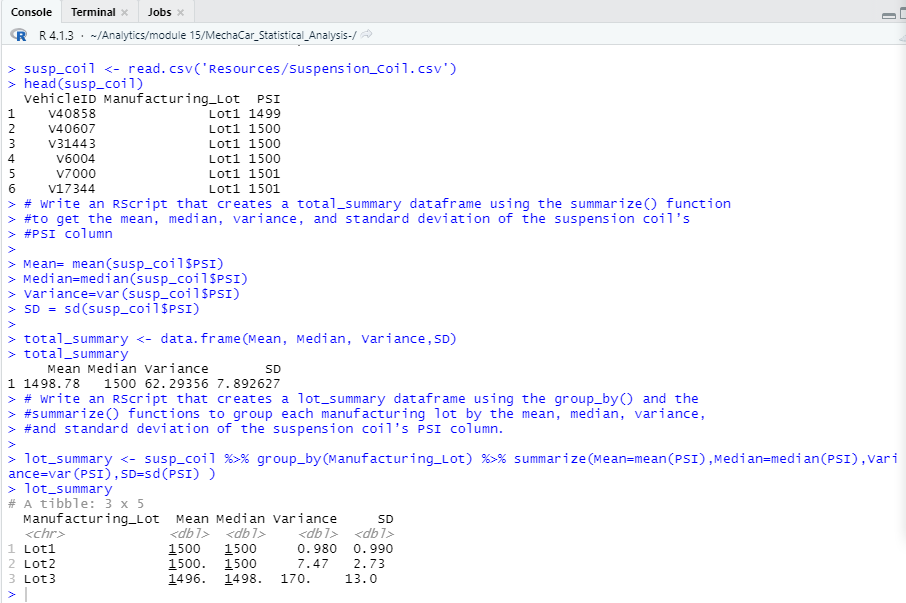 Console Terminal × Jobs ×
R R 4.1.3 · ~/Analytics/module 15/MechaCar_Statistical_Analysis-/
> susp_coil <- read.csv('Resources/Suspension_Coil.csv')
> head(susp_coil)
  VehicleID Manufacturing_Lot  PSI
1    V40858              Lot1 1499
2    V40607              Lot1 1500
3    V31443              Lot1 1500
4     V6004              Lot1 1500
5     V7000              Lot1 1501
6    V17344              Lot1 1501
> # Write an RScript that creates a total_summary dataframe using the summarize() function
> #to get the mean, median, variance, and standard deviation of the suspension coil's
> #PSI column
>
> Mean= mean(susp_coil$PSI)
> Median=median(susp_coil$PSI)
> Variance=var(susp_coil$PSI)
> SD = sd(susp_coil$PSI)
>
> total_summary <- data.frame(Mean, Median, Variance,SD)
> total_summary
     Mean Median Variance       SD
1 1498.78   1500 62.29356 7.892627
> # Write an RScript that creates a lot_summary dataframe using the group_by() and the
> #summarize() functions to group each manufacturing lot by the mean, median, variance,
> #and standard deviation of the suspension coil's PSI column.
>
> lot_summary <- susp_coil %>% group_by(Manufacturing_Lot) %>% summarize(Mean=mean(PSI),Median=median(PSI),Vari
ance=var(PSI),SD=sd(PSI) )
> lot_summary
# A tibble: 3 x 5
  Manufacturing_Lot  Mean Median Variance     SD
  <chr>             <dbl>  <dbl>    <dbl>  <dbl>
1 Lot1              1500   1500     0.980  0.990
2 Lot2              1500.  1500     7.47   2.73
3 Lot3              1496.  1498.  170.    13.0
>